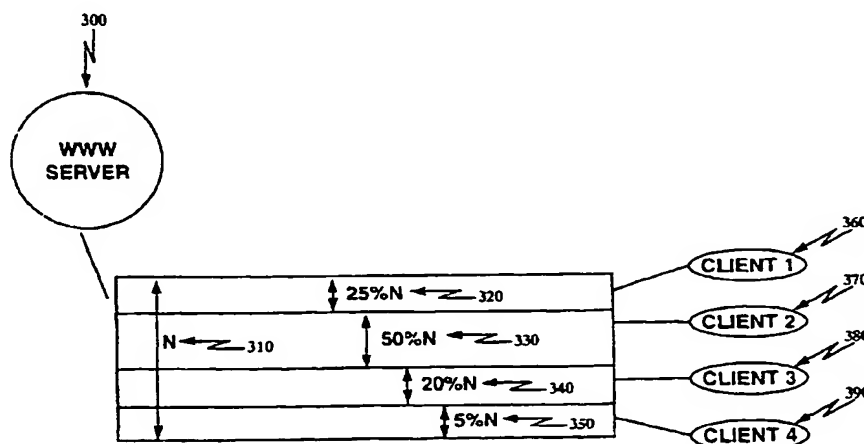 300
WWW
SERVER
360
CLIENT 1
25%N
320
370
CLIENT 2
N
310
50%N
330
380
CLIENT 3
20%N
340
390
CLIENT 4
5%N
350